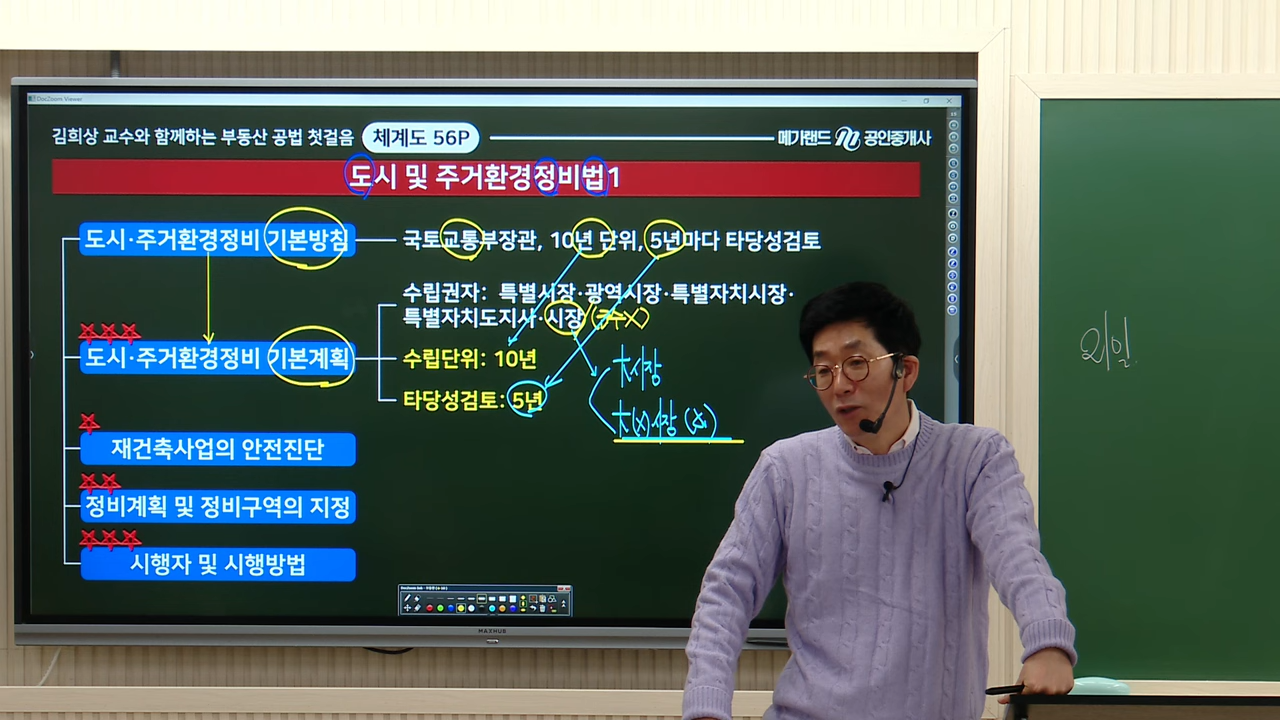 DocZoom Viewer
김희상 교수와 함께하는 부동산 공법 첫걸음 체계도 56P 메가랜드 공인중개사
도시 및 주거환경정비법1
도시·주거환경정비 기본방침 국토교통부장관, 10년 단위, 5년마다 타당성검토
수립권자: 특별시장·광역시장·특별자치시장·
특별자치도지사·시장
도시·주거환경정비 기본계획
수립단위: 10년
타당성검토: 5년
大시장
大(x)시장
재건축사업의 안전진단
정비계획 및 정비구역의 지정
시행자 및 시행방법
MAXHUB